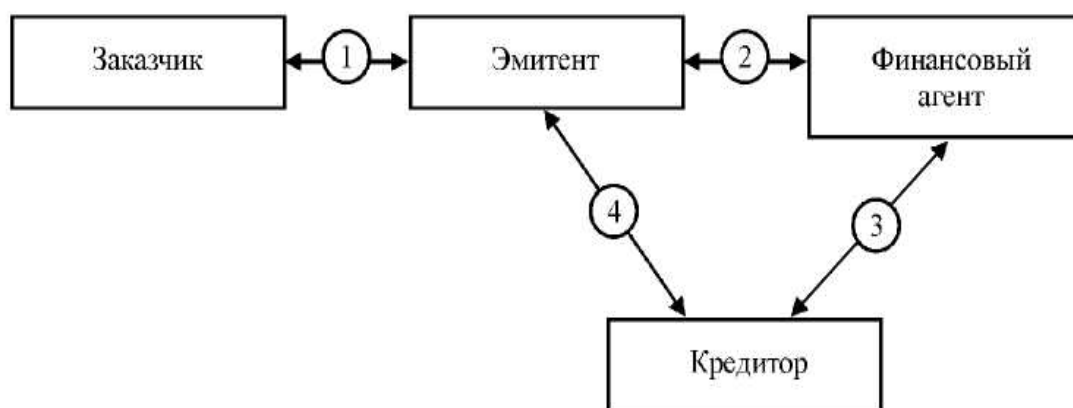 Заказчик
1
Эмитент
2
Финансовый
агент
4
3
Кредитор